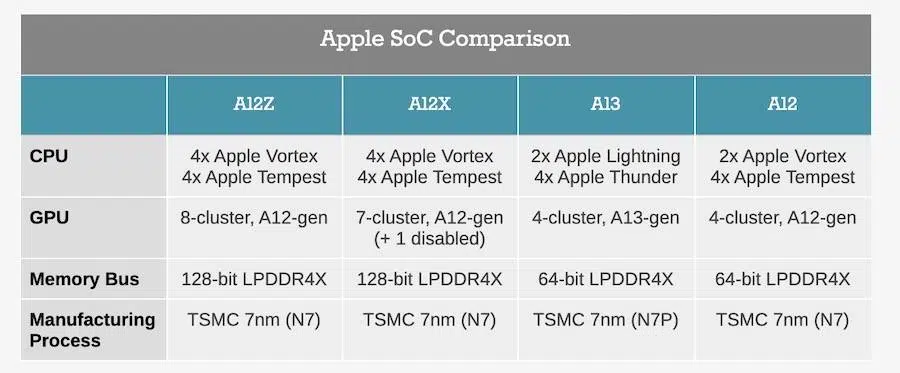 Apple SoC Comparison
A12Z A12X A13 A12
CPU 4x Apple Vortex 4x Apple Vortex 2x Apple Lightning 2x Apple Vortex
4x Apple Tempest 4x Apple Tempest 4x Apple Thunder 4x Apple Tempest
GPU 8-cluster, A12-gen 7-cluster, A12-gen 4-cluster, A13-gen 4-cluster, A12-gen
(+ 1 disabled)
Memory Bus 128-bit LPDDR4X 128-bit LPDDR4X 64-bit LPDDR4X 64-bit LPDDR4X
Manufacturing TSMC 7nm (N7) TSMC 7nm (N7) TSMC 7nm (N7P) TSMC 7nm (N7)
Process